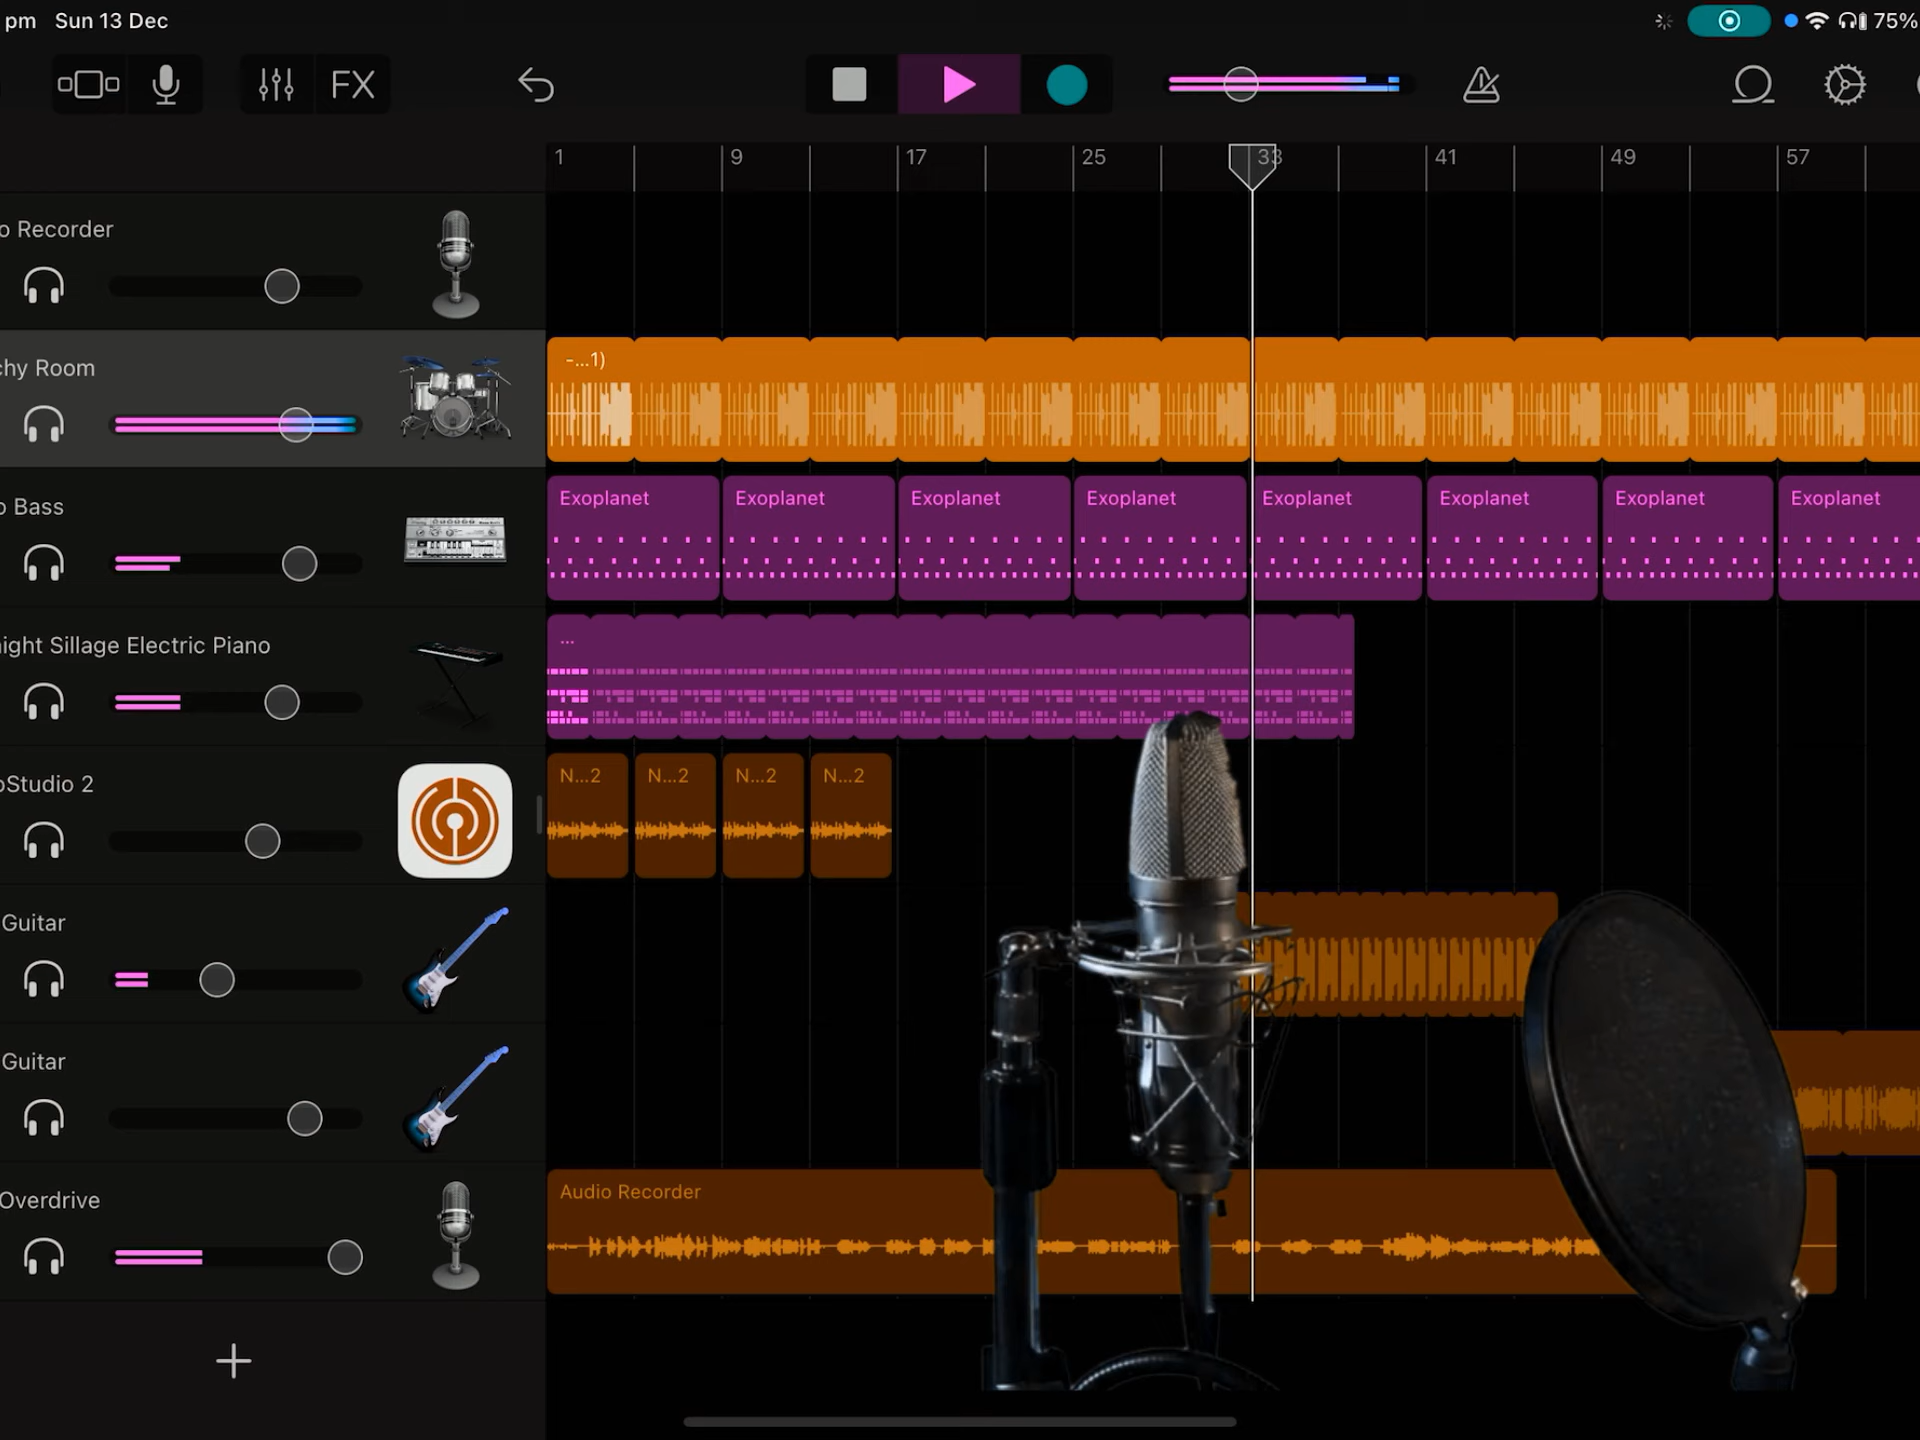 pm Sun 13 Dec
75%
FX
1 9 17 25 33 41 49 57
o Recorder
-...1)
chy Room
Exoplanet Exoplanet Exoplanet Exoplanet Exoplanet Exoplanet Exoplanet Exoplanet
o Bass
...
ight Sillage Electric Piano
N...2 N...2 N...2 N...2
oStudio 2
Guitar
Guitar
Audio Recorder
Overdrive